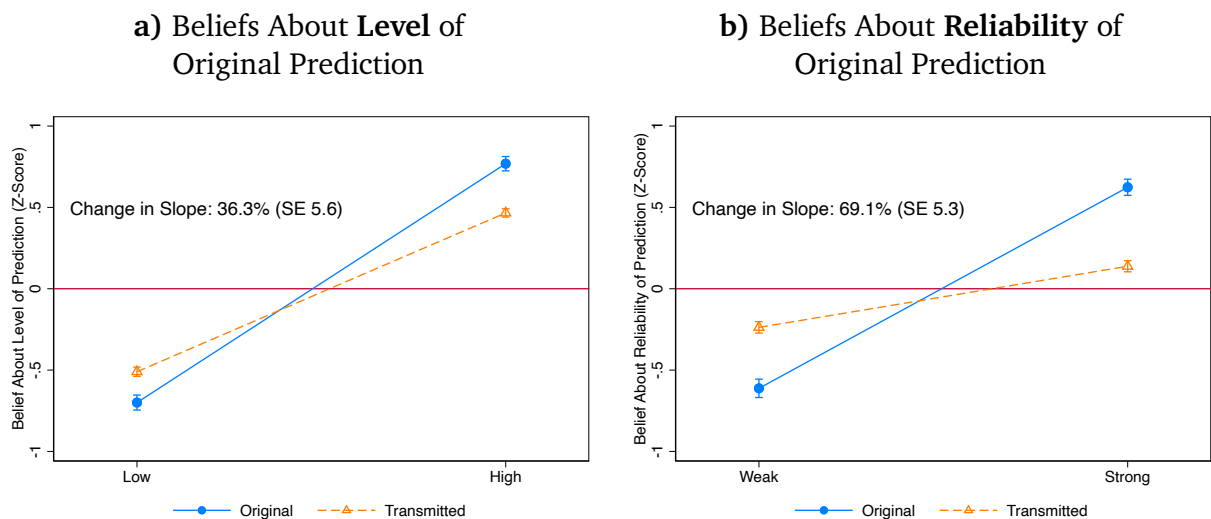 a) Beliefs About Level of
Original Prediction
Belief About Level of Prediction (Z-Score)
1
.5
0
-.5
-1
Change in Slope: 36.3% (SE 5.6)
Low
High
Original
Transmitted
b) Beliefs About Reliability of
Original Prediction
Belief About Reliability of Prediction (Z-Score)
1
.5
0
-.5
-1
Change in Slope: 69.1% (SE 5.3)
Weak
Strong
Original
Transmitted